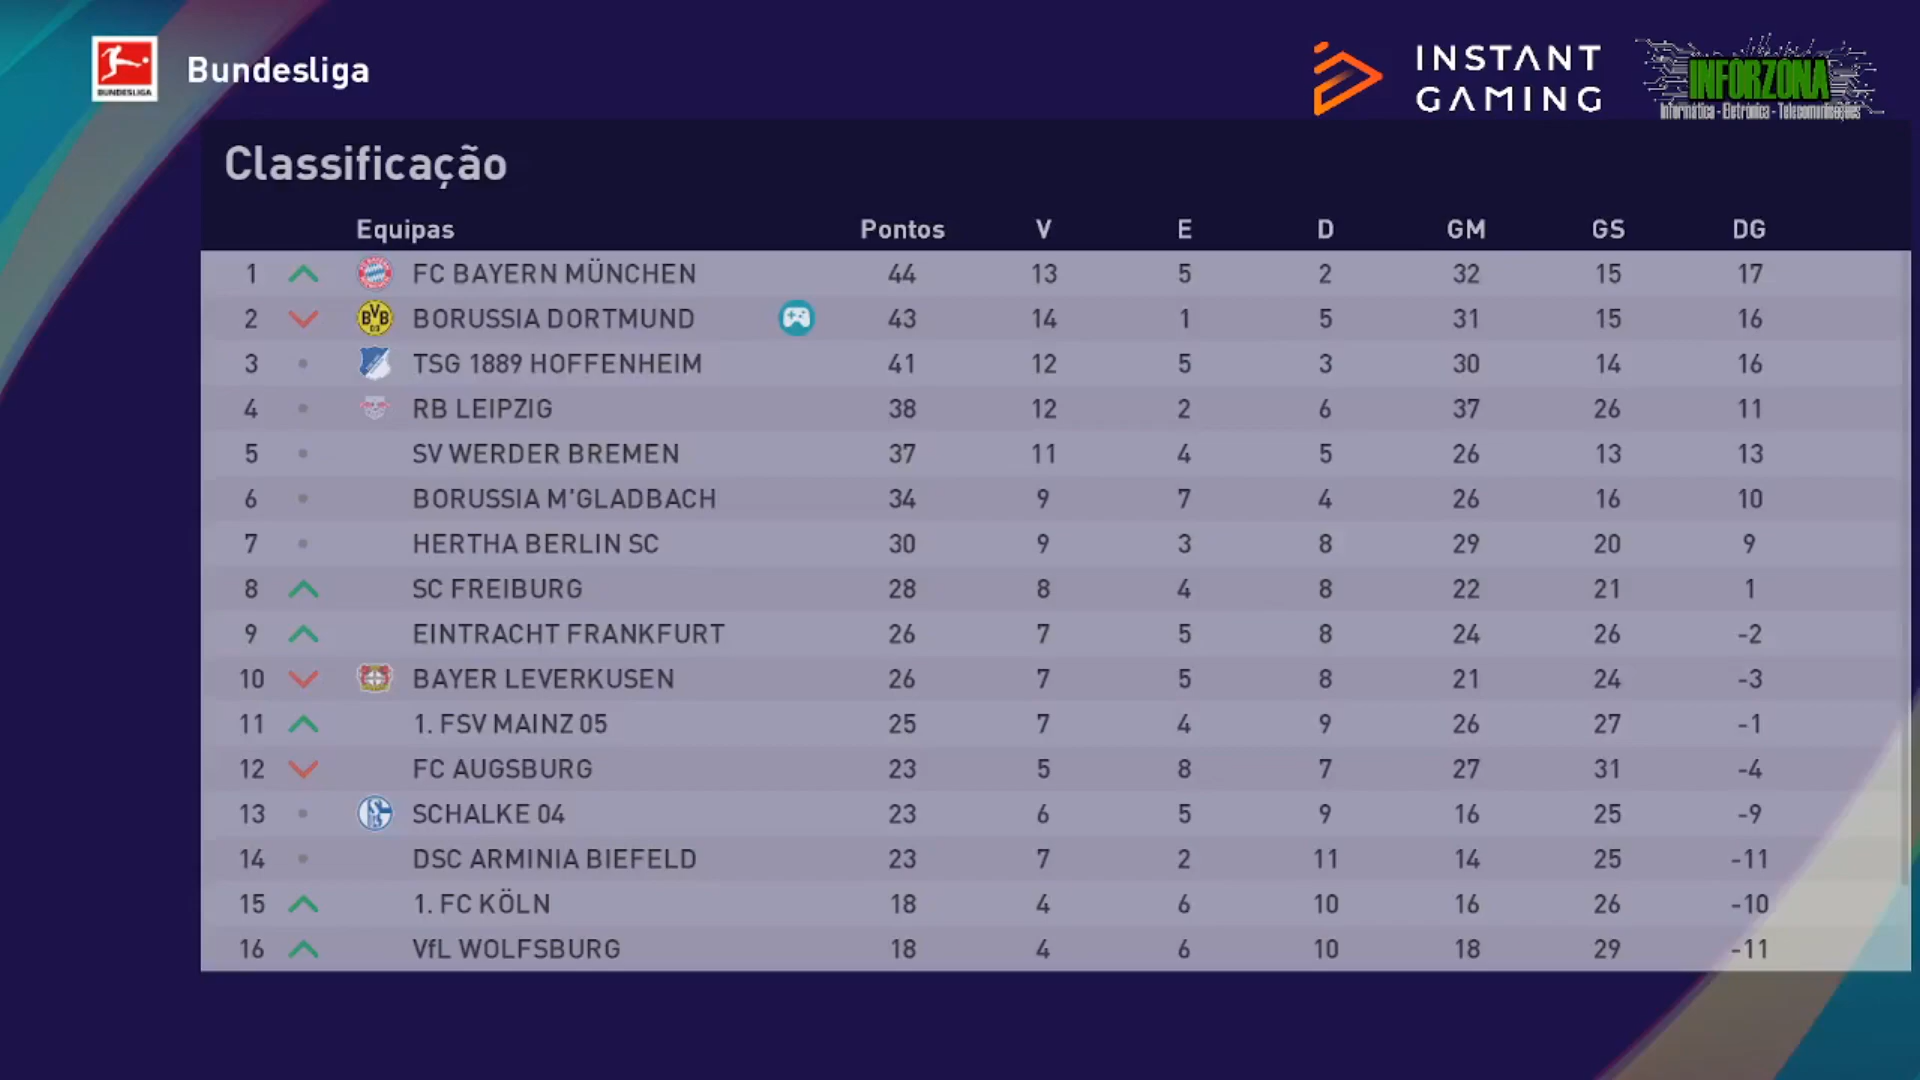 BUNDESLIGA
Bundesliga
INSTANT
GAMING
INFORZONA
Informática - Eletrónica - Telecomunicações
Classificação
Equipas Pontos V E D GM GS DG
1 FC BAYERN MÜNCHEN 44 13 5 2 32 15 17
2 BVB 09 BORUSSIA DORTMUND 43 14 1 5 31 15 16
3 TSG 1889 HOFFENHEIM 41 12 5 3 30 14 16
4 RB LEIPZIG 38 12 2 6 37 26 11
5 SV WERDER BREMEN 37 11 4 5 26 13 13
6 BORUSSIA M'GLADBACH 34 9 7 4 26 16 10
7 HERTHA BERLIN SC 30 9 3 8 29 20 9
8 SC FREIBURG 28 8 4 8 22 21 1
9 EINTRACHT FRANKFURT 26 7 5 8 24 26 -2
10 BAYER LEVERKUSEN 26 7 5 8 21 24 -3
11 1. FSV MAINZ 05 25 7 4 9 26 27 -1
12 FC AUGSBURG 23 5 8 7 27 31 -4
13 SCHALKE 04 23 6 5 9 16 25 -9
14 DSC ARMINIA BIEFELD 23 7 2 11 14 25 -11
15 1. FC KÖLN 18 4 6 10 16 26 -10
16 VfL WOLFSBURG 18 4 6 10 18 29 -11